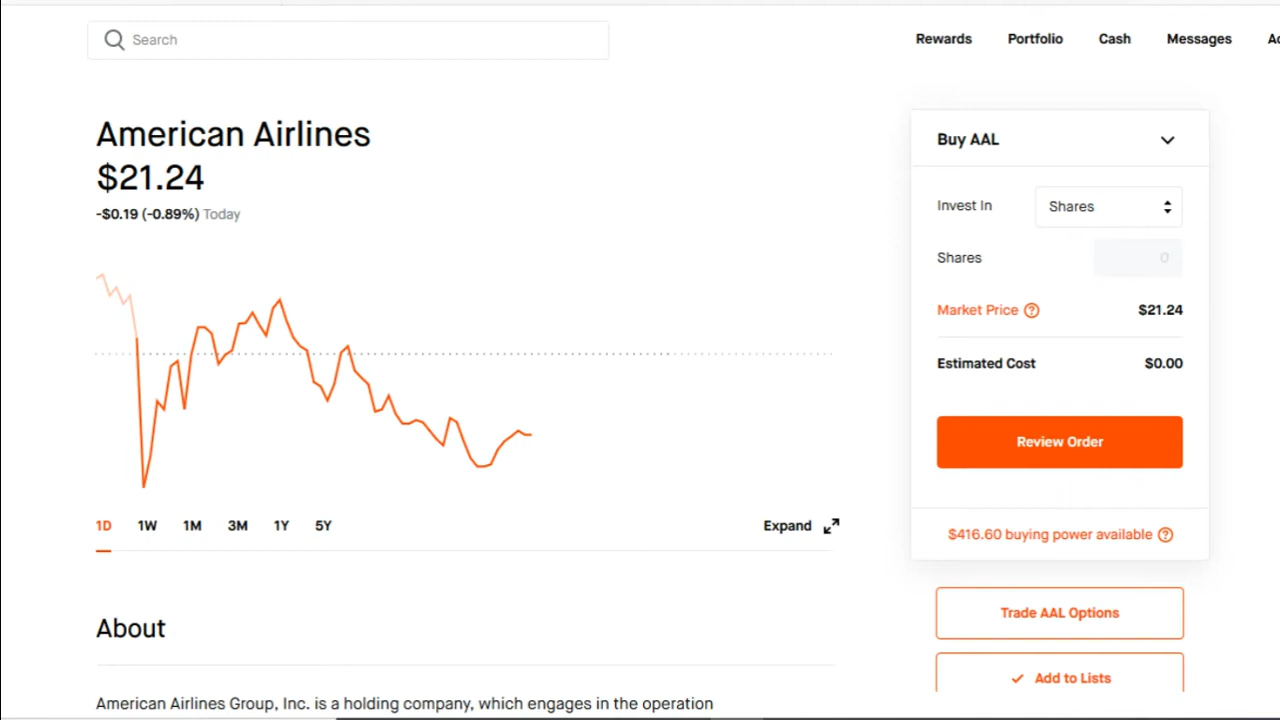 Search
Rewards Portfolio Cash Messages Ac
American Airlines
$21.24
-$0.19 (-0.89%) Today
1D 1W 1M 3M 1Y 5Y Expand
About
American Airlines Group, Inc. is a holding company, which engages in the operation
Buy AAL
Invest In Shares
Shares 0
Market Price ? $21.24
Estimated Cost $0.00
Review Order
$416.60 buying power available ?
Trade AAL Options
Add to Lists